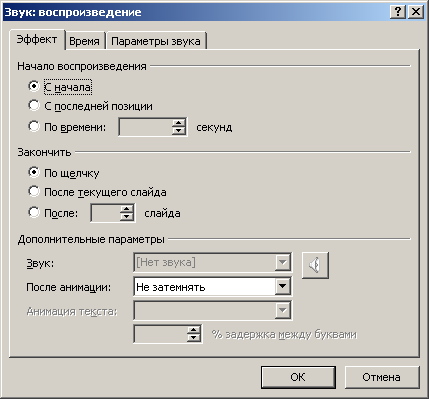 Звук: воспроизведение
Эффект Время Параметры звука
Начало воспроизведения
С начала
С последней позиции
По времени: секунд
Закончить
По щелчку
После текущего слайда
После: слайда
Дополнительные параметры
Звук: [Нет звука]
После анимации: Не затемнять
Анимация текста:
% задержка между буквами
ОК Отмена